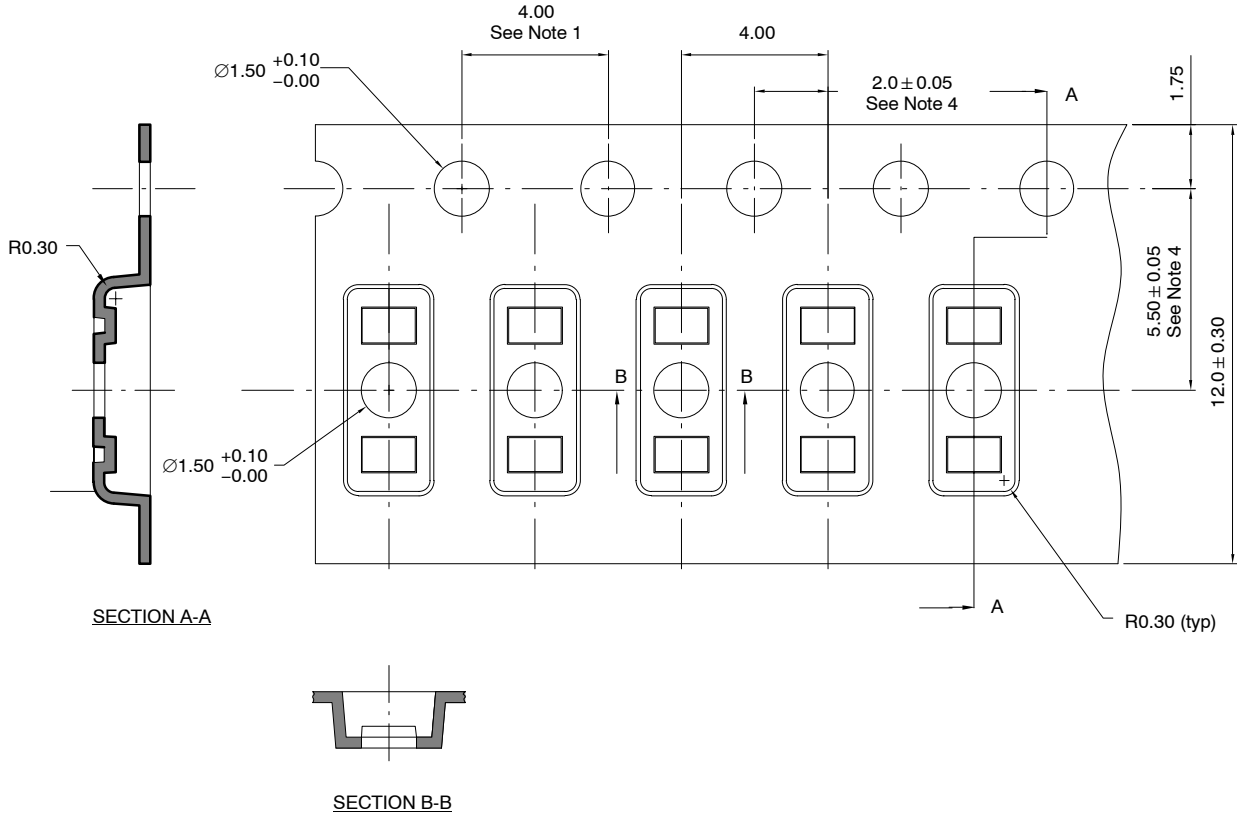 4.00
See Note 1
4.00
∅1.50 +0.10
−0.00
2.0 ± 0.05
See Note 4
A
1.75
R0.30
5.50 ± 0.05
See Note 4
12.0 ± 0.30
B
B
∅1.50 +0.10
−0.00
SECTION A-A
A
R0.30 (typ)
SECTION B-B